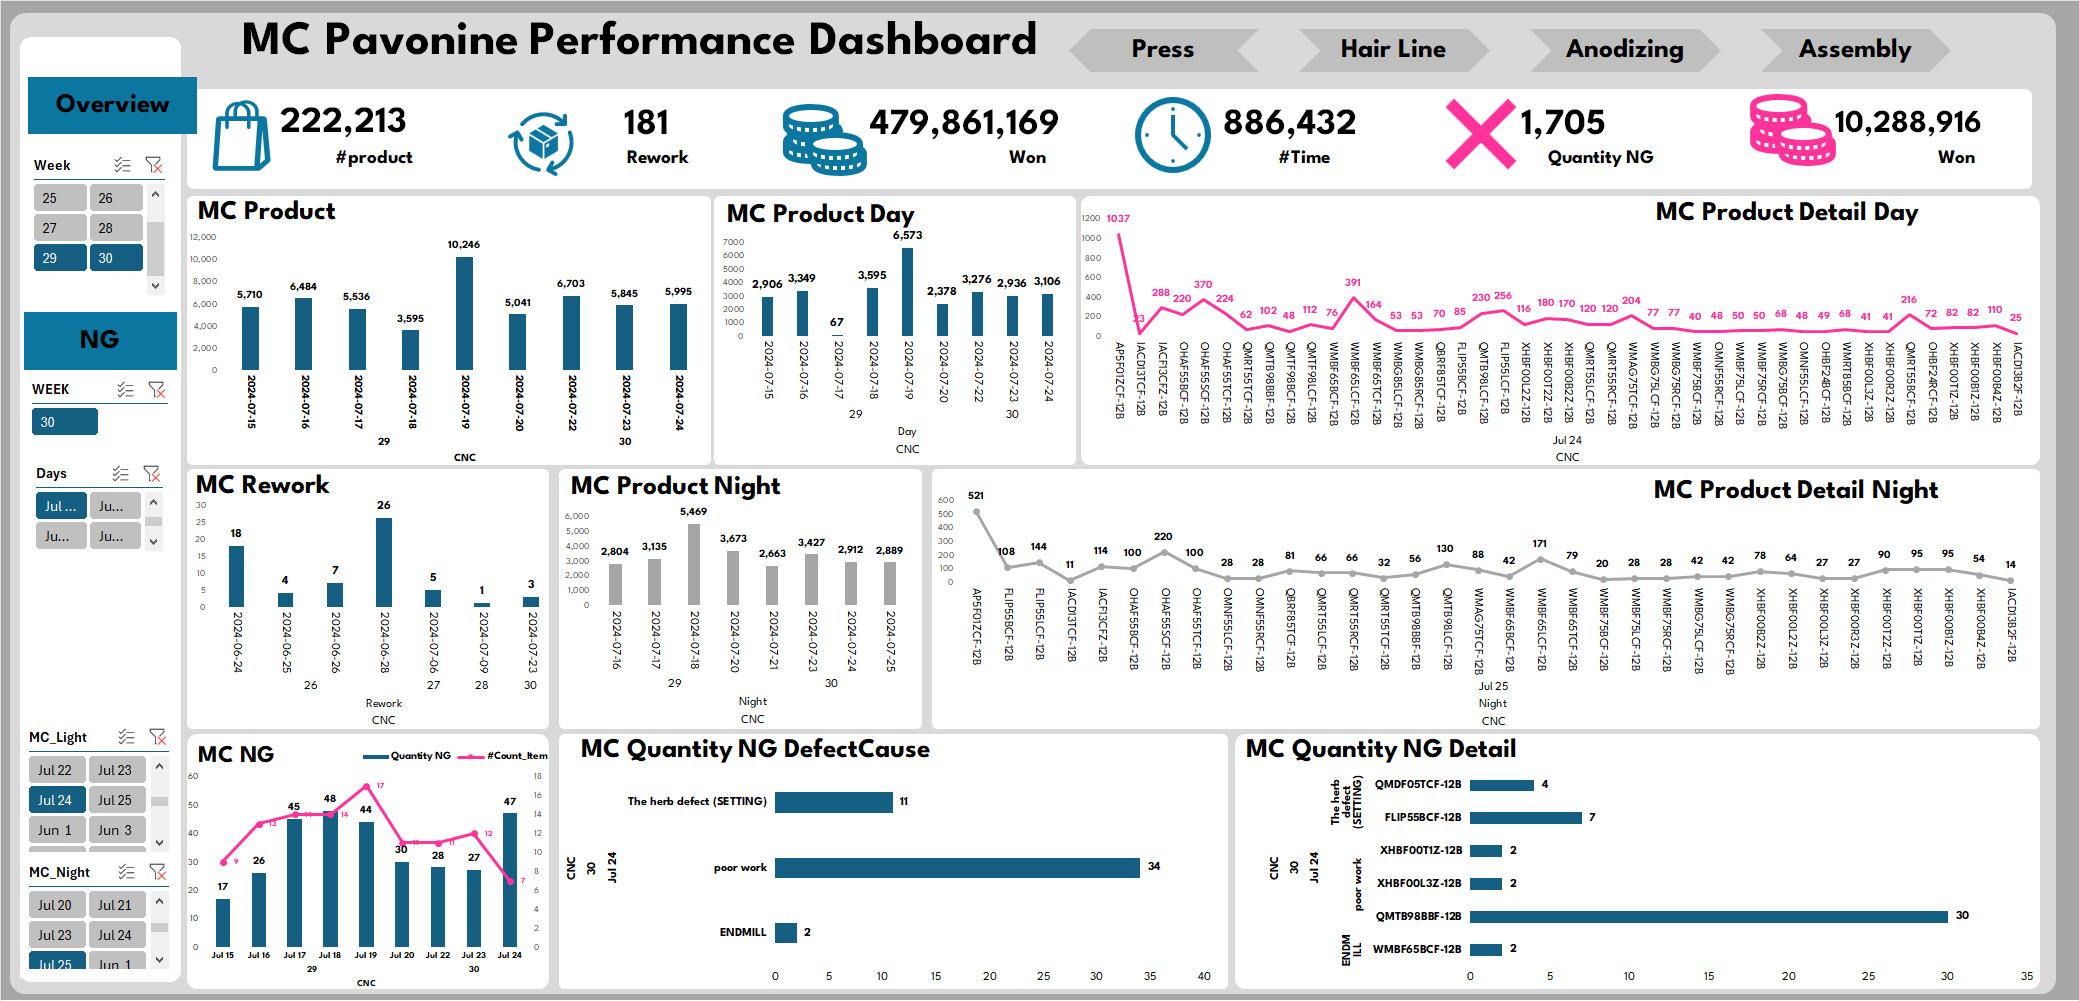 MC Pavonine Performance Dashboard
Press
Hair Line
Anodizing
Assembly
Overview
222,213
#product
181
Rework
479,861,169
Won
886,432
#Time
1,705
Quantity NG
10,288,916
Won
Week
25 26
27 28
29 30
NG
WEEK
30
Days
Jul ... Ju...
Ju... Ju...
MC_Light
Jul 22 Jul 23
Jul 24 Jul 25
Jun 1 Jun 3
MC_Night
Jul 20 Jul 21
Jul 23 Jul 24
Jul 25 Jun 1
MC Product
12,000
10,000
8,000
6,000
4,000
2,000
0
5,710 6,484 5,536 3,595 10,246 5,041 6,703 5,845 5,995
2024-07-15 2024-07-16 2024-07-17 2024-07-18 2024-07-19 2024-07-20 2024-07-22 2024-07-23 2024-07-24
29 30
CNC
MC Product Day
7000
6000
5000
4000
3000
2000
1000
0
2,906 3,349 67 3,595 6,573 2,378 3,276 2,936 3,106
2024-07-15 2024-07-16 2024-07-17 2024-07-18 2024-07-19 2024-07-20 2024-07-22 2024-07-23 2024-07-24
29 30
Day
CNC
MC Product Detail Day
1200
1000
800
600
400
200
0
1037 23 288 220 370 224 62 102 48 112 76 391 164 53 53 70 85 230 256 116 180 170 120 120 204 77 77 40 48 50 50 68 48 49 68 41 41 216 72 82 82 110 25
AP5F01ZCF-12B IACD13TCF-12B IACF13CFZ-12B OHAF55BCF-12B OHAF55SCF-12B OHAF55TCF-12B QMRT55TCF-12B QMTB98BBF-12B QMTF98BCF-12B QMTF98LCF-12B WMBF65BCF-12B WMBF65LCF-12B WMBF65TCF-12B WMBG85LCF-12B WMBG85RCF-12B QBRF85TCF-12B FLIP55BCF-12B QMTB98LCF-12B FLIP55LCF-12B XHBF00L2Z-12B XHBF00T2Z-12B XHBF00B2Z-12B QMRT55LCF-12B QMRT55RCF-12B WMAG75TCF-12B WMBG75LCF-12B WMBG75RCF-12B WMBF75BCF-12B OMNF55RCF-12B WMBF75LCF-12B WMBF75RCF-12B WMBG75BCF-12B OMNF55LCF-12B OHBF24BCF-12B WMRT65BCF-12B XHBF00L3Z-12B XHBF00R3Z-12B QMRT55BCF-12B OHBF24RCF-12B XHBF00T1Z-12B XHBF00B1Z-12B XHBF00B4Z-12B IACD13B2F-12B
Jul 24
CNC
MC Rework
30
25
20
15
10
5
0
18 4 7 26 5 1 3
2024-06-24 2024-06-25 2024-06-26 2024-06-28 2024-07-06 2024-07-09 2024-07-23
26 27 28 30
Rework
CNC
MC Product Night
6,000
5,000
4,000
3,000
2,000
1,000
0
2,804 3,135 5,469 3,673 2,663 3,427 2,912 2,889
2024-07-16 2024-07-17 2024-07-18 2024-07-20 2024-07-21 2024-07-23 2024-07-24 2024-07-25
29 30
Night
CNC
MC Product Detail Night
600
500
400
300
200
100
0
521 108 144 11 114 100 220 100 28 28 81 66 66 32 56 130 88 42 171 79 20 28 28 42 42 78 64 27 27 90 95 95 54 14
AP5F01ZCF-12B FLIP55BCF-12B FLIP55LCF-12B IACD13TCF-12B IACF13CFZ-12B OHAF55BCF-12B OHAF55SCF-12B OHAF55TCF-12B OMNF55LCF-12B OMNF55RCF-12B QBRF85TCF-12B QMRT55LCF-12B QMRT55RCF-12B QMRT55TCF-12B QMTB98BBF-12B QMTB98LCF-12B WMAG75TCF-12B WMBF65BCF-12B WMBF65LCF-12B WMBF65TCF-12B WMBF75BCF-12B WMBF75LCF-12B WMBF75RCF-12B WMBG75LCF-12B WMBG75RCF-12B XHBF00B2Z-12B XHBF00L2Z-12B XHBF00L3Z-12B XHBF00R3Z-12B XHBF00T2Z-12B XHBF00T1Z-12B XHBF00B1Z-12B XHBF00B4Z-12B IACD13B2F-12B
Jul 25
Night
CNC
MC NG
Quantity NG #Count_Item
60
50
40
30
20
10
0
18
16
14
12
10
8
6
4
2
0
17 26 45 48 44 30 28 27 47
9 13 14 14 17 11 11 12 7
Jul 15 Jul 16 Jul 17 Jul 18 Jul 19 Jul 20 Jul 22 Jul 23 Jul 24
29 30
CNC
MC Quantity NG DefectCause
CNC
30
Jul 24
The herb defect (SETTING) 11
poor work 34
ENDMILL 2
0 5 10 15 20 25 30 35 40
MC Quantity NG Detail
CNC
30
Jul 24
The herb
defect
(SETTING)
QMDF05TCF-12B 4
FLIP55BCF-12B 7
poor work
XHBF00T1Z-12B 2
XHBF00L3Z-12B 2
QMTB98BBF-12B 30
ENDM
ILL
WMBF65BCF-12B 2
0 5 10 15 20 25 30 35